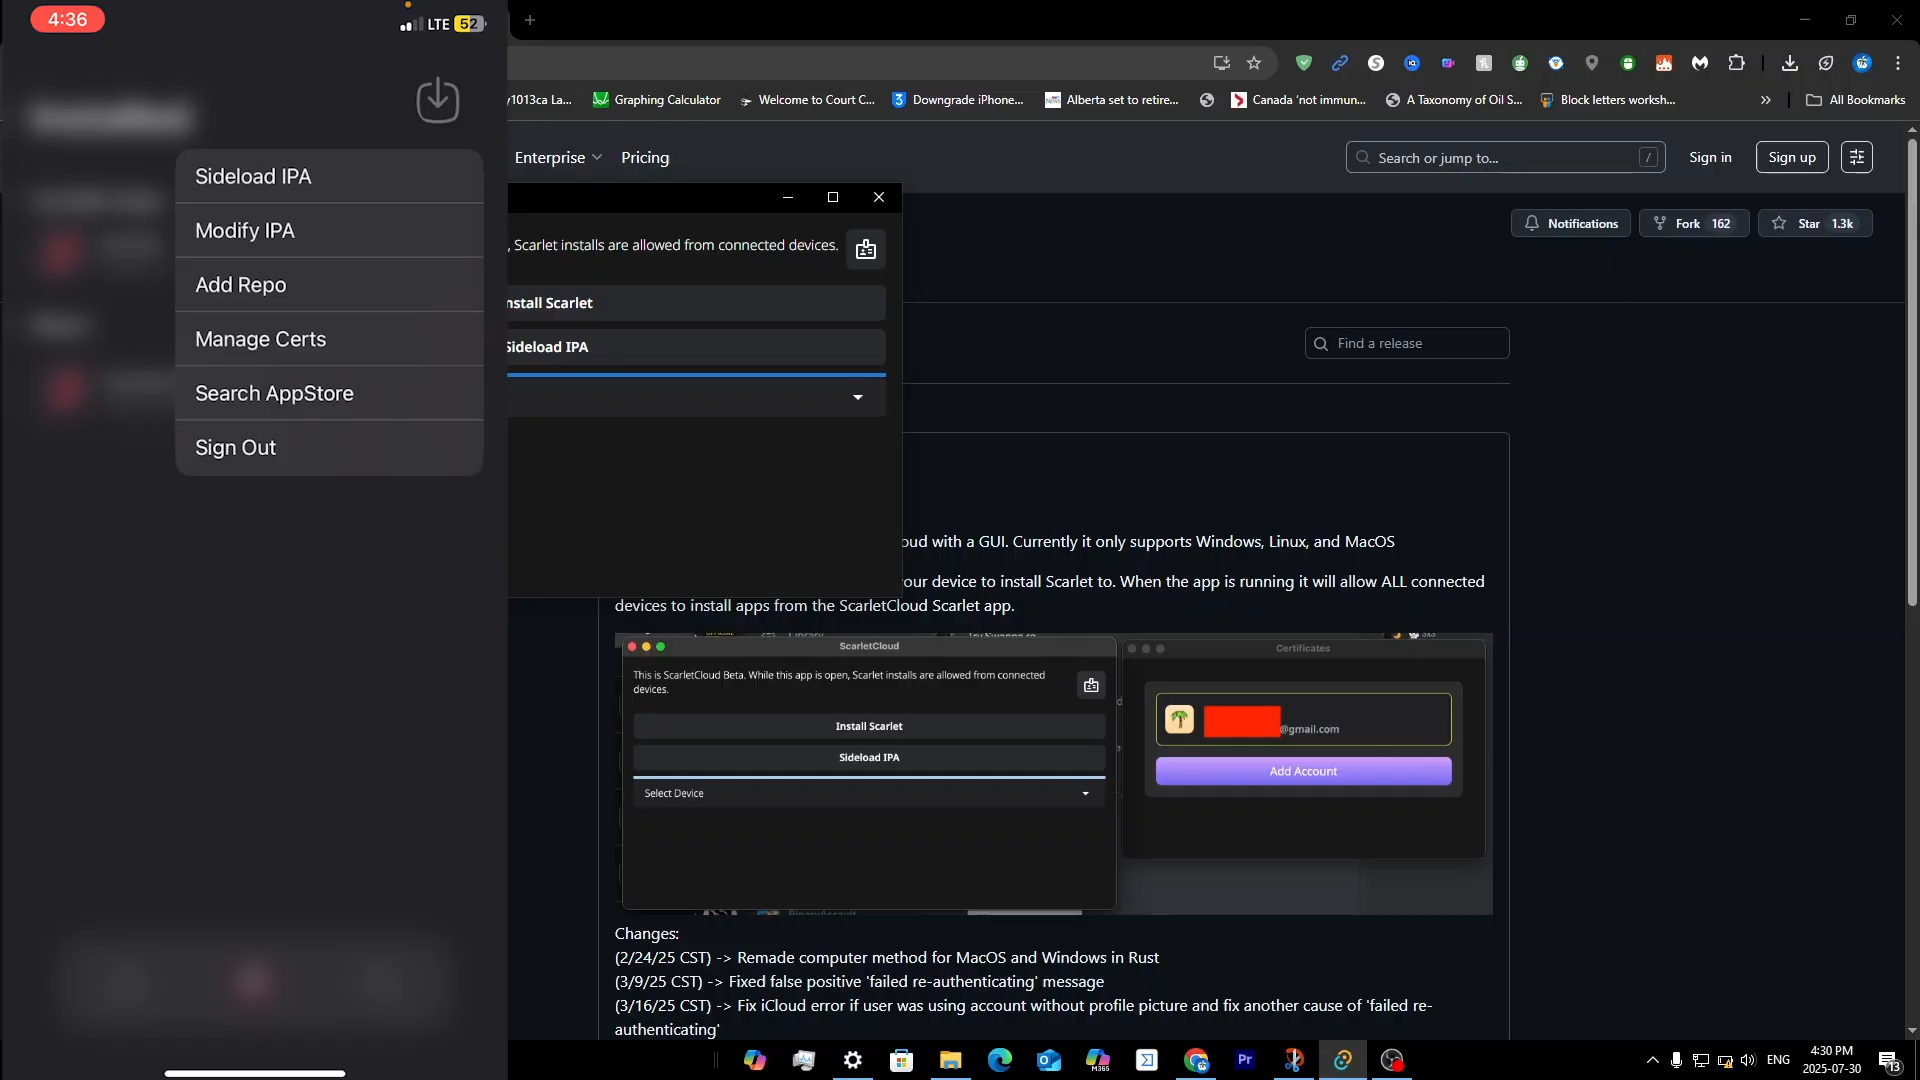 4:36
LTE 52
Sideload IPA
Modify IPA
Add Repo
Manage Certs
Search AppStore
Sign Out
y1013ca La...
Graphing Calculator
Welcome to Court C...
Downgrade iPhone...
Alberta set to retire...
Canada 'not immun...
A Taxonomy of Oil S...
Block letters worksh...
All Bookmarks
Enterprise
Pricing
Search or jump to...
/
Sign in
Sign up
Notifications
Fork 162
Star 1.3k
, Scarlet installs are allowed from connected devices.
nstall Scarlet
Sideload IPA
Find a release
oud with a GUI. Currently it only supports Windows, Linux, and MacOS
our device to install Scarlet to. When the app is running it will allow ALL connected
devices to install apps from the ScarletCloud Scarlet app.
ScarletCloud
This is ScarletCloud Beta. While this app is open, Scarlet installs are allowed from connected
devices.
Install Scarlet
Sideload IPA
Select Device
Certificates
@gmail.com
Add Account
Changes:
(2/24/25 CST) -> Remade computer method for MacOS and Windows in Rust
(3/9/25 CST) -> Fixed false positive 'failed re-authenticating' message
(3/16/25 CST) -> Fix iCloud error if user was using account without profile picture and fix another cause of 'failed re-
authenticating'
M365
Pr
ENG
4:30 PM
2025-07-30
13